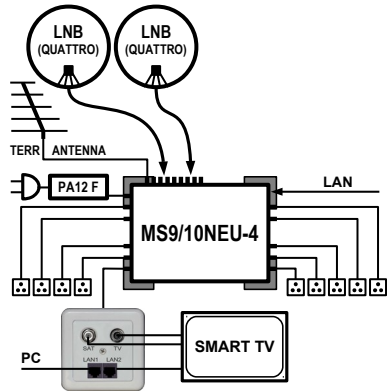 LNB
(QUATTRO)
LNB
(QUATTRO)
TERR ANTENNA
PA12 F
LAN
MS9/10NEU-4
SAT TV
LAN1 LAN2
PC
SMART TV